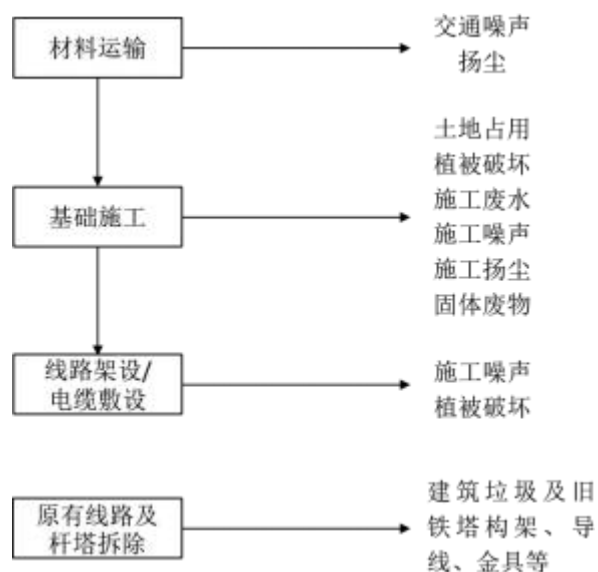 材料运输
交通噪声
扬尘
基础施工
土地占用
植被破坏
施工废水
施工噪声
施工扬尘
固体废物
线路架设/
电缆敷设
施工噪声
植被破坏
原有线路及
杆塔拆除
建筑垃圾及旧
铁塔构架、导
线、金具等